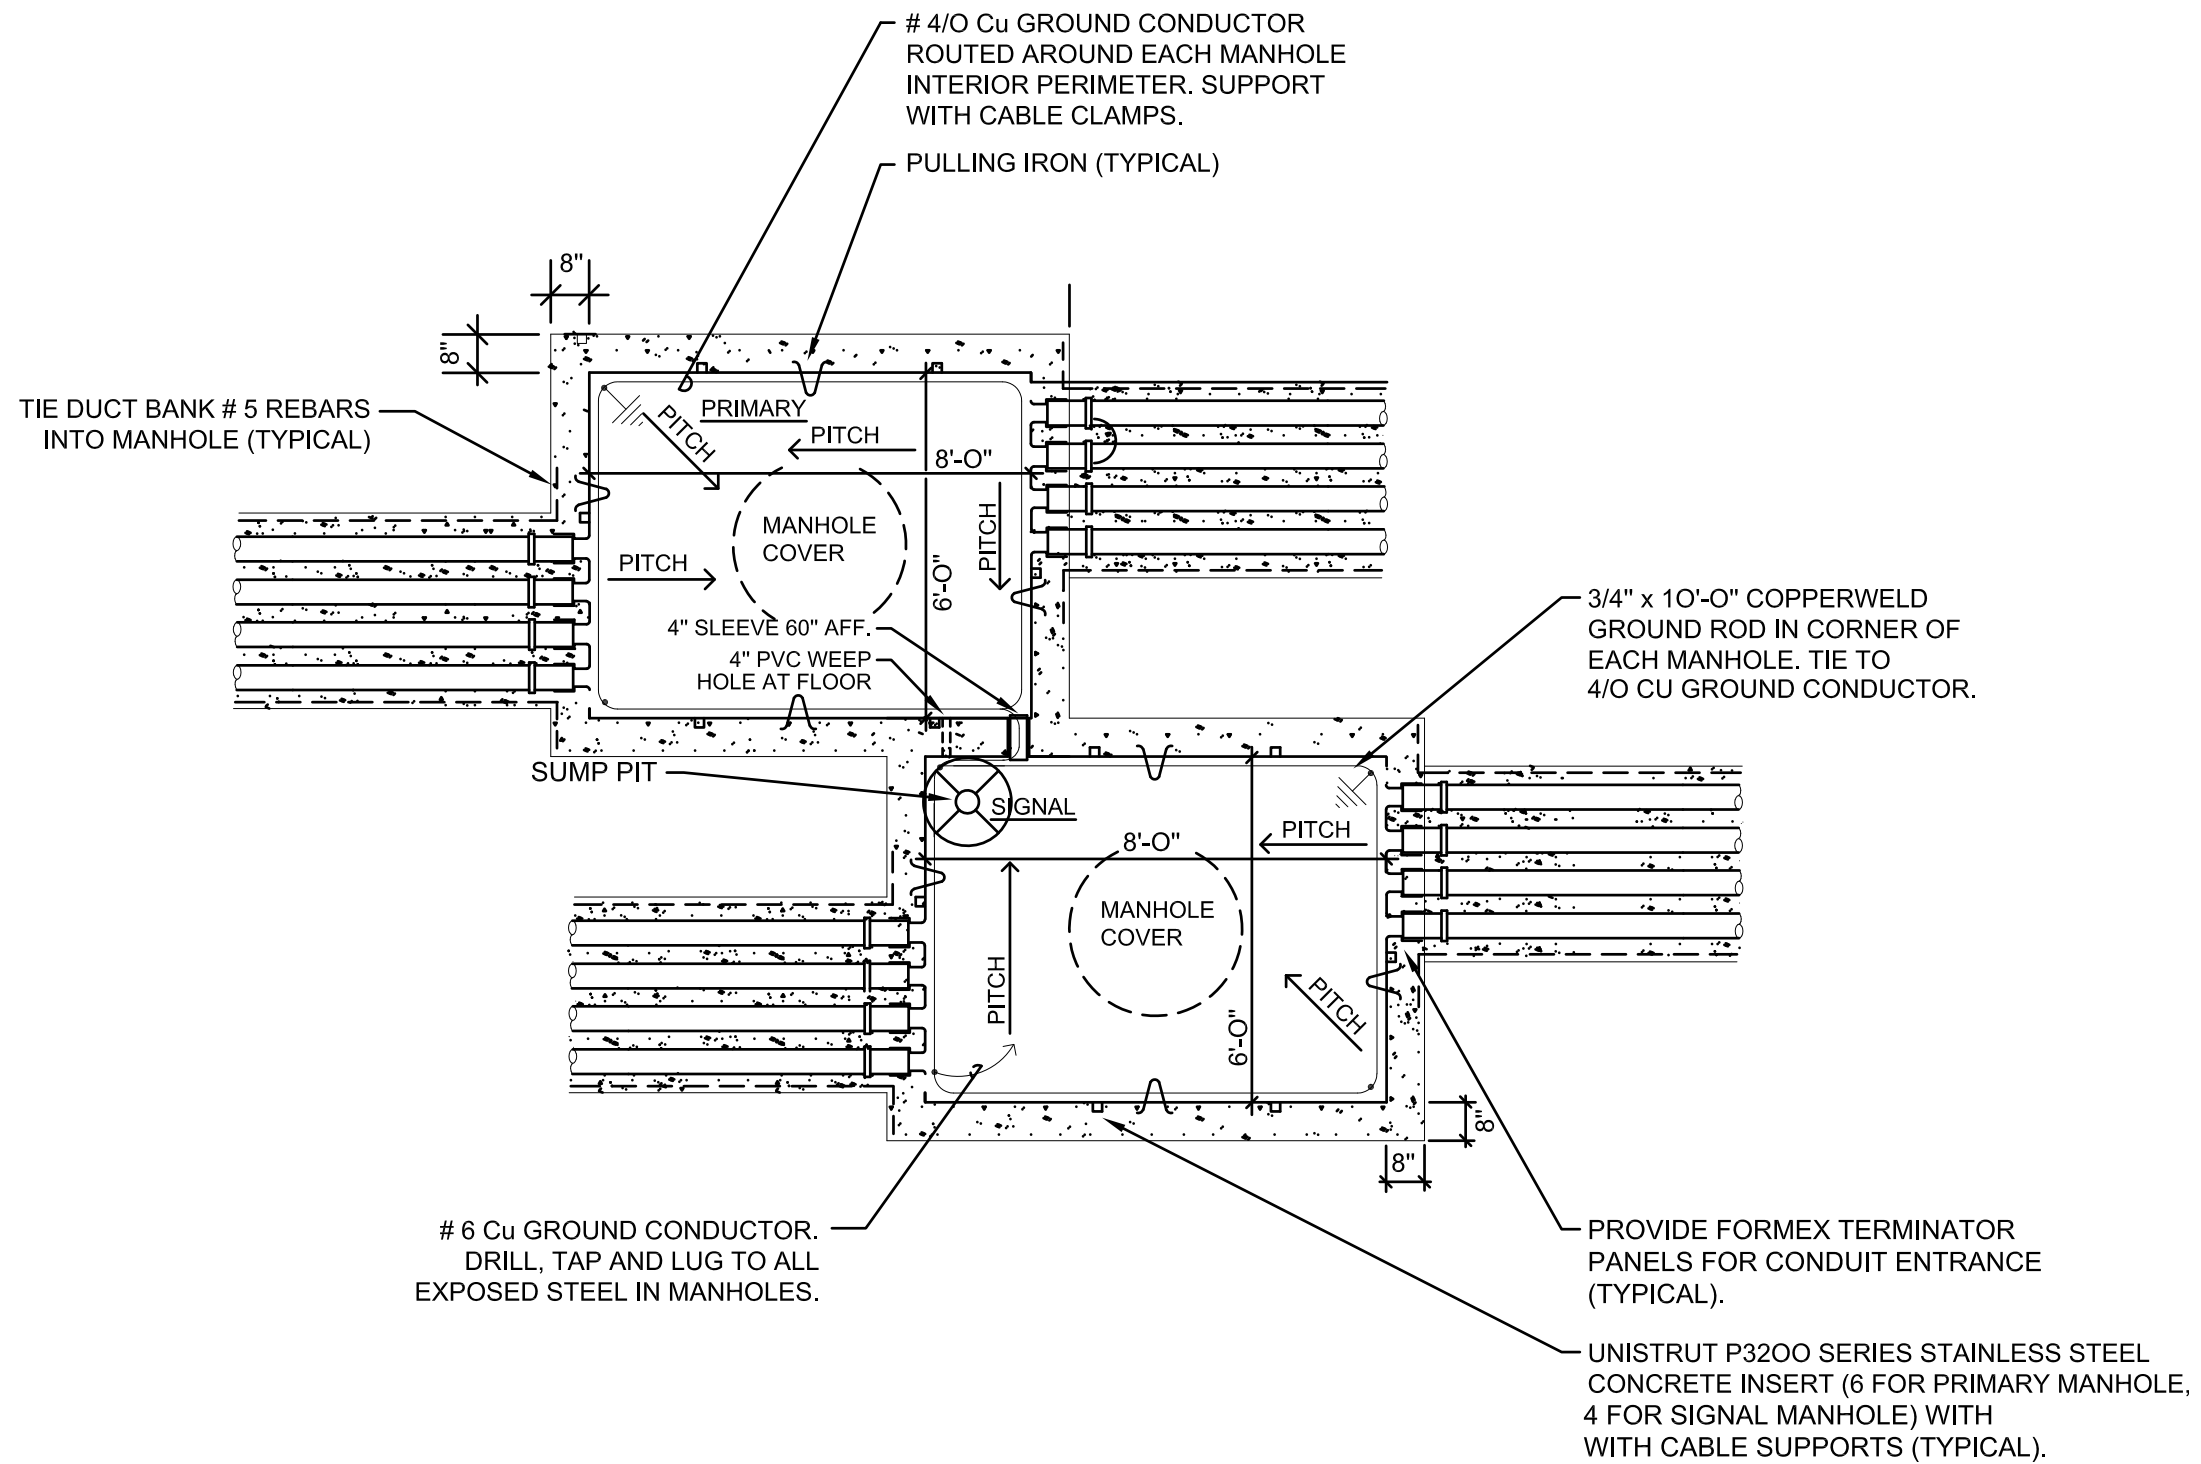 # 4/O Cu GROUND CONDUCTOR
ROUTED AROUND EACH MANHOLE
INTERIOR PERIMETER. SUPPORT
WITH CABLE CLAMPS.
PULLING IRON (TYPICAL)
8"
8"
TIE DUCT BANK # 5 REBARS
INTO MANHOLE (TYPICAL)
PRIMARY
PITCH
PITCH
8'-O"
MANHOLE
COVER
PITCH
PITCH
6'-O"
4" SLEEVE 60" AFF.
4" PVC WEEP
HOLE AT FLOOR
3/4" x 1O'-O" COPPERWELD
GROUND ROD IN CORNER OF
EACH MANHOLE. TIE TO
4/O CU GROUND CONDUCTOR.
SUMP PIT
SIGNAL
PITCH
8'-O"
MANHOLE
COVER
PITCH
PITCH
6'-O"
8"
8"
# 6 Cu GROUND CONDUCTOR.
DRILL, TAP AND LUG TO ALL
EXPOSED STEEL IN MANHOLES.
PROVIDE FORMEX TERMINATOR
PANELS FOR CONDUIT ENTRANCE
(TYPICAL).
UNISTRUT P32OO SERIES STAINLESS STEEL
CONCRETE INSERT (6 FOR PRIMARY MANHOLE,
4 FOR SIGNAL MANHOLE) WITH
WITH CABLE SUPPORTS (TYPICAL).